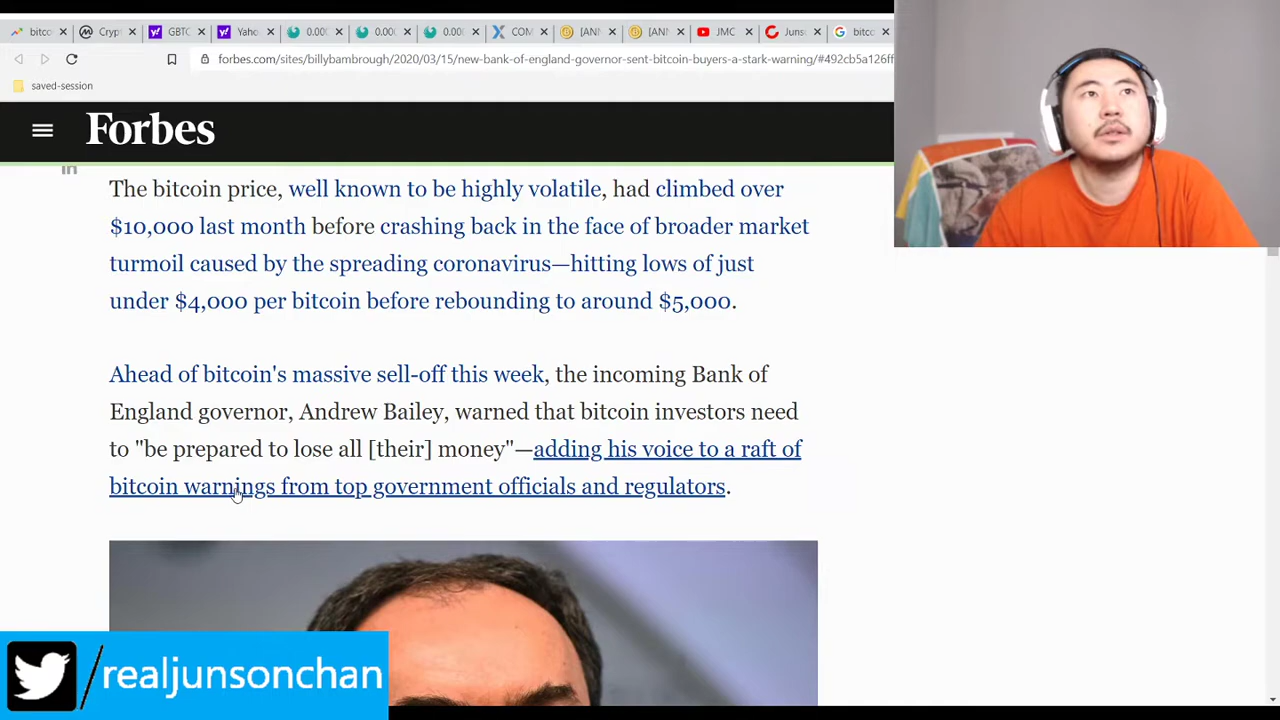 bitco
Cryp
GBTC
Yaho
0.00
0.00
0.00
COM
[ANN
[ANN
JMC
Juns
bitc
forbes.com/sites/billybambrough/2020/03/15/new-bank-of-england-governor-sent-bitcoin-buyers-a-stark-warning/#492cb5a126ff
saved-session
Forbes
in
The bitcoin price, well known to be highly volatile, had climbed over
$10,000 last month before crashing back in the face of broader market
turmoil caused by the spreading coronavirus—hitting lows of just
under $4,000 per bitcoin before rebounding to around $5,000.
Ahead of bitcoin's massive sell-off this week, the incoming Bank of
England governor, Andrew Bailey, warned that bitcoin investors need
to "be prepared to lose all [their] money"—adding his voice to a raft of
bitcoin warnings from top government officials and regulators.
/realjunsonchan